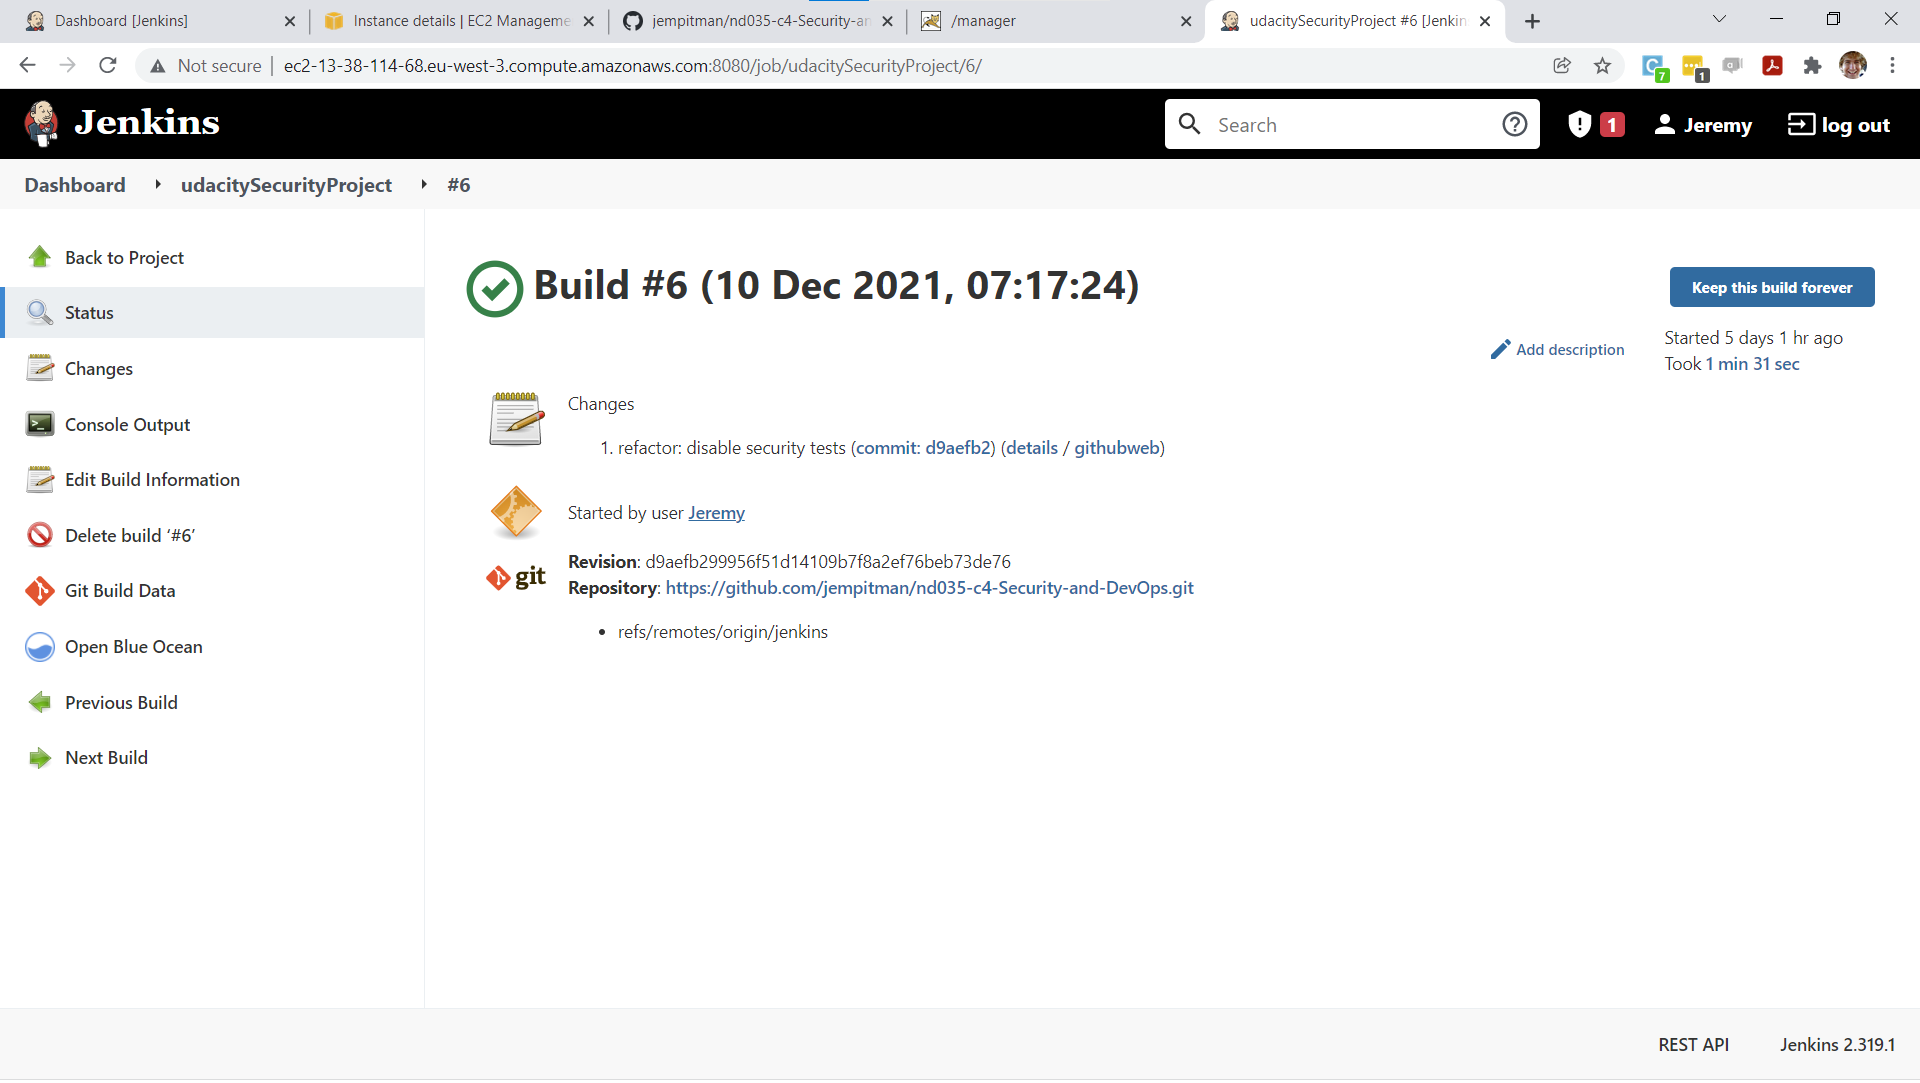 Dashboard [Jenkins]
Instance details | EC2 Manageme
jempitman/nd035-c4-Security-an
/manager
udacitySecurityProject #6 [Jenkin
Not secure
ec2-13-38-114-68.eu-west-3.compute.amazonaws.com:8080/job/udacitySecurityProject/6/
7
1
Jenkins
Search
1
Jeremy
log out
Dashboard
udacitySecurityProject
#6
Back to Project
Status
Changes
Console Output
Edit Build Information
Delete build ‘#6’
Git Build Data
Open Blue Ocean
Previous Build
Next Build
Build #6 (10 Dec 2021, 07:17:24)
Keep this build forever
Add description
Started 5 days 1 hr ago
Took 1 min 31 sec
Changes
1. refactor: disable security tests (commit: d9aefb2) (details / githubweb)
Started by user Jeremy
git
Revision: d9aefb299956f51d14109b7f8a2ef76beb73de76
Repository: https://github.com/jempitman/nd035-c4-Security-and-DevOps.git
refs/remotes/origin/jenkins
REST API
Jenkins 2.319.1